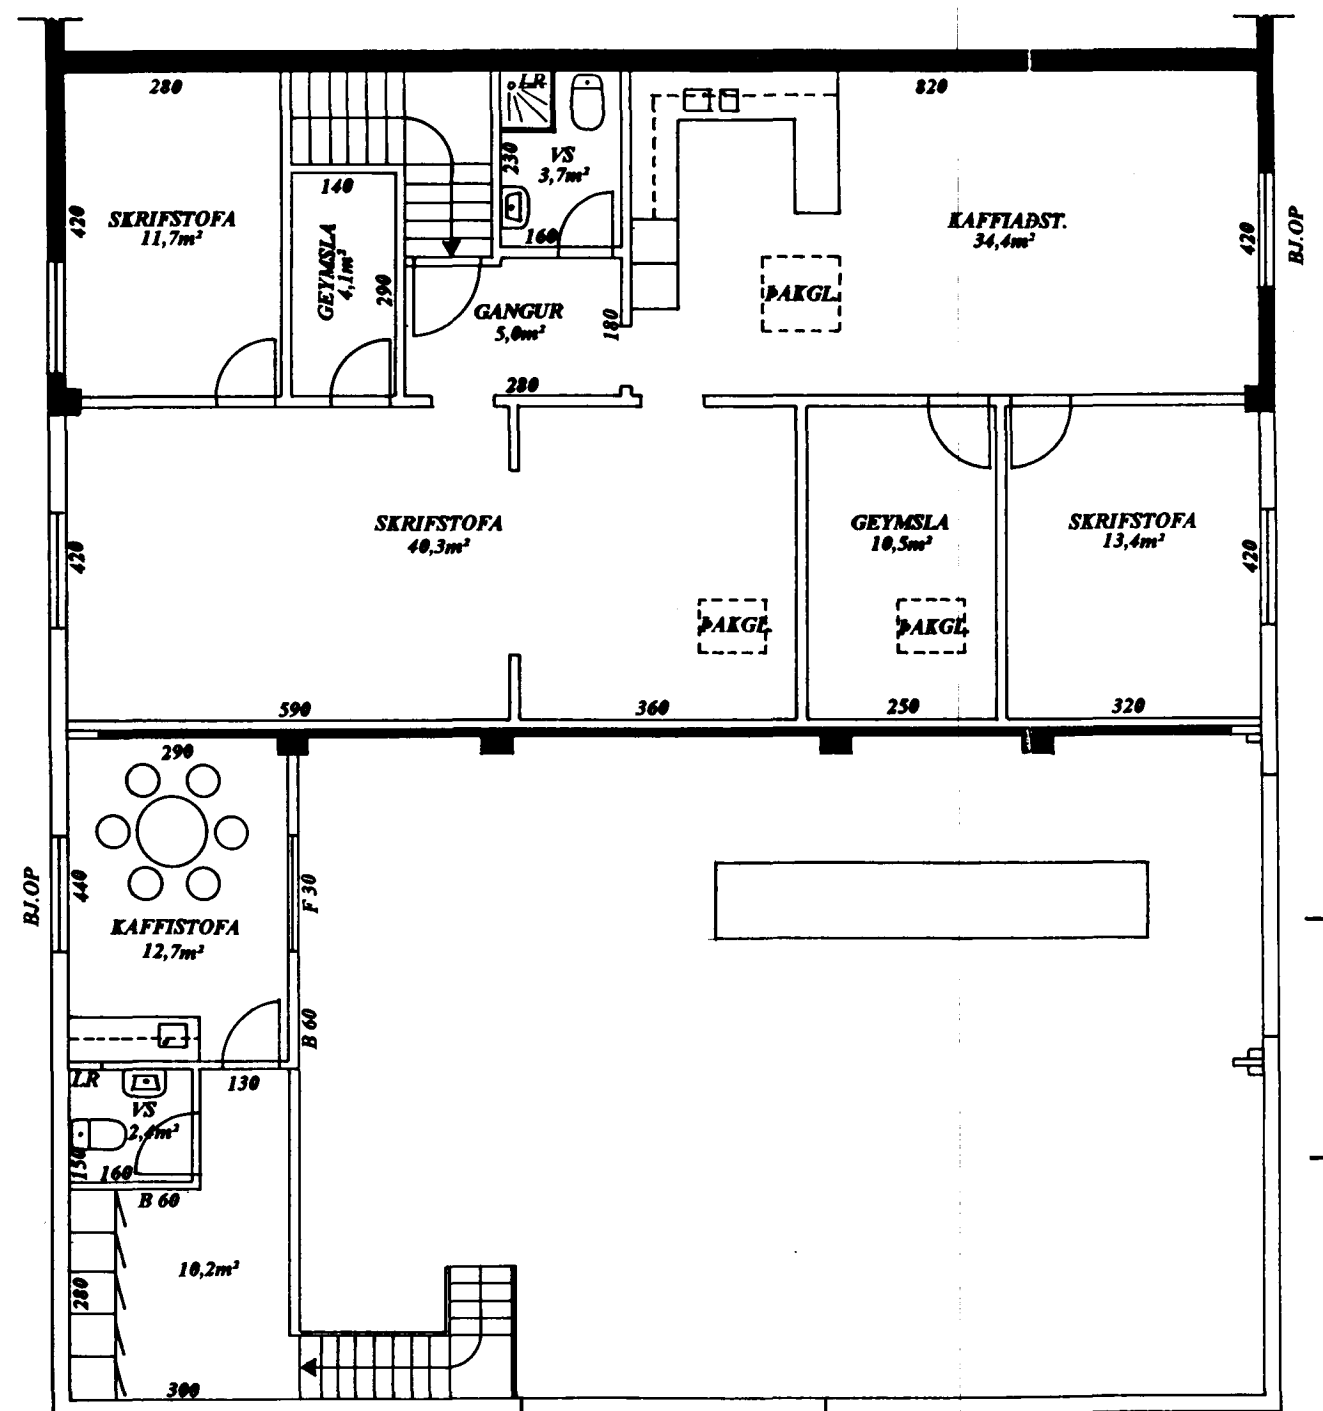 280
LR
820
230
VS
3,7m²
140
SKRIFSTOFA
11,7m²
420
GEYMSLA
4,1m²
290
160
KAFFIAÐST.
34,4m²
420
BJ.OP
ÞAKGL.
GANGUR
5,0m²
180
280
SKRIFSTOFA
40,3m²
420
GEYMSLA
10,5m²
SKRIFSTOFA
13,4m²
420
ÞAKGL.
ÞAKGL.
590
360
250
320
290
440
BJ.OP
F 30
KAFFISTOFA
12,7m²
B 60
LR
130
VS
2,4m²
150
160
B 60
10,2m²
280
300